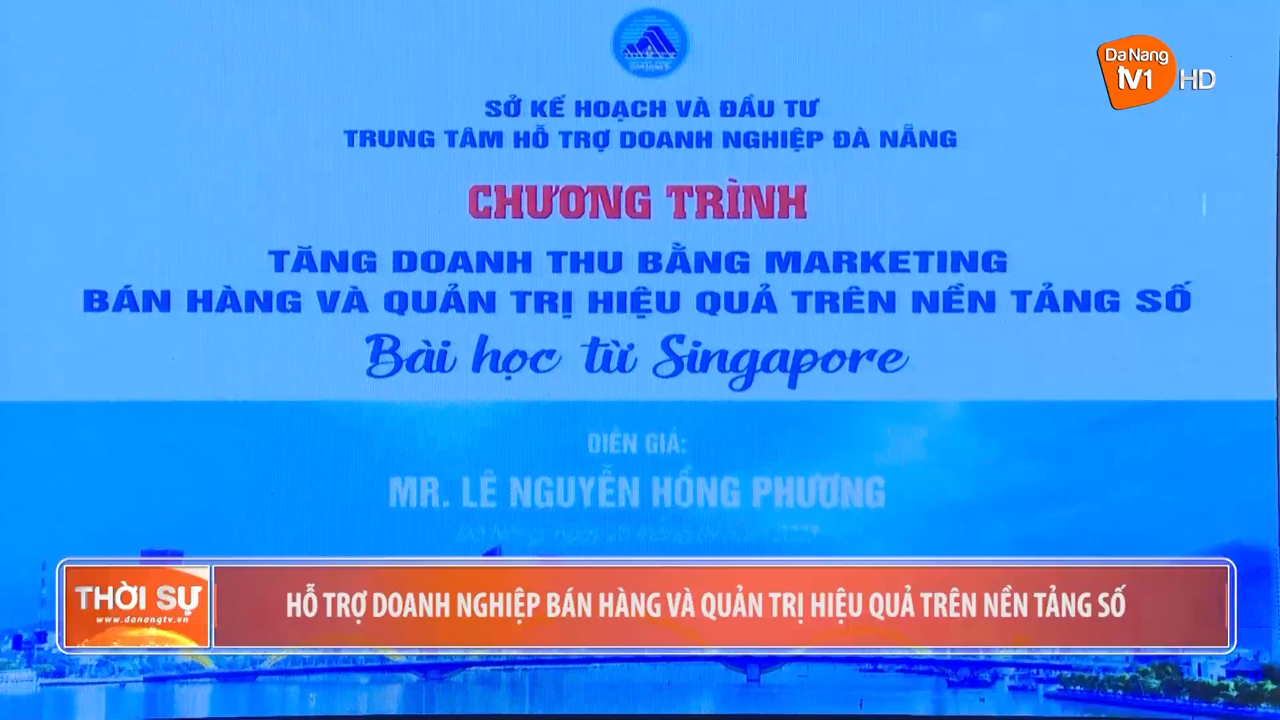 DaNang
TV1 HD
SỞ KẾ HOẠCH VÀ ĐẦU TƯ
TRUNG TÂM HỖ TRỢ DOANH NGHIỆP ĐÀ NẴNG
CHƯƠNG TRÌNH
TĂNG DOANH THU BẰNG MARKETING
BÁN HÀNG VÀ QUẢN TRỊ HIỆU QUẢ TRÊN NỀN TẢNG SỐ
Bài học từ Singapore
DIỄN GIẢ:
MR. LÊ NGUYỄN HỒNG PHƯƠNG
THỜI SỰ
www.danangtv.vn
HỖ TRỢ DOANH NGHIỆP BÁN HÀNG VÀ QUẢN TRỊ HIỆU QUẢ TRÊN NỀN TẢNG SỐ